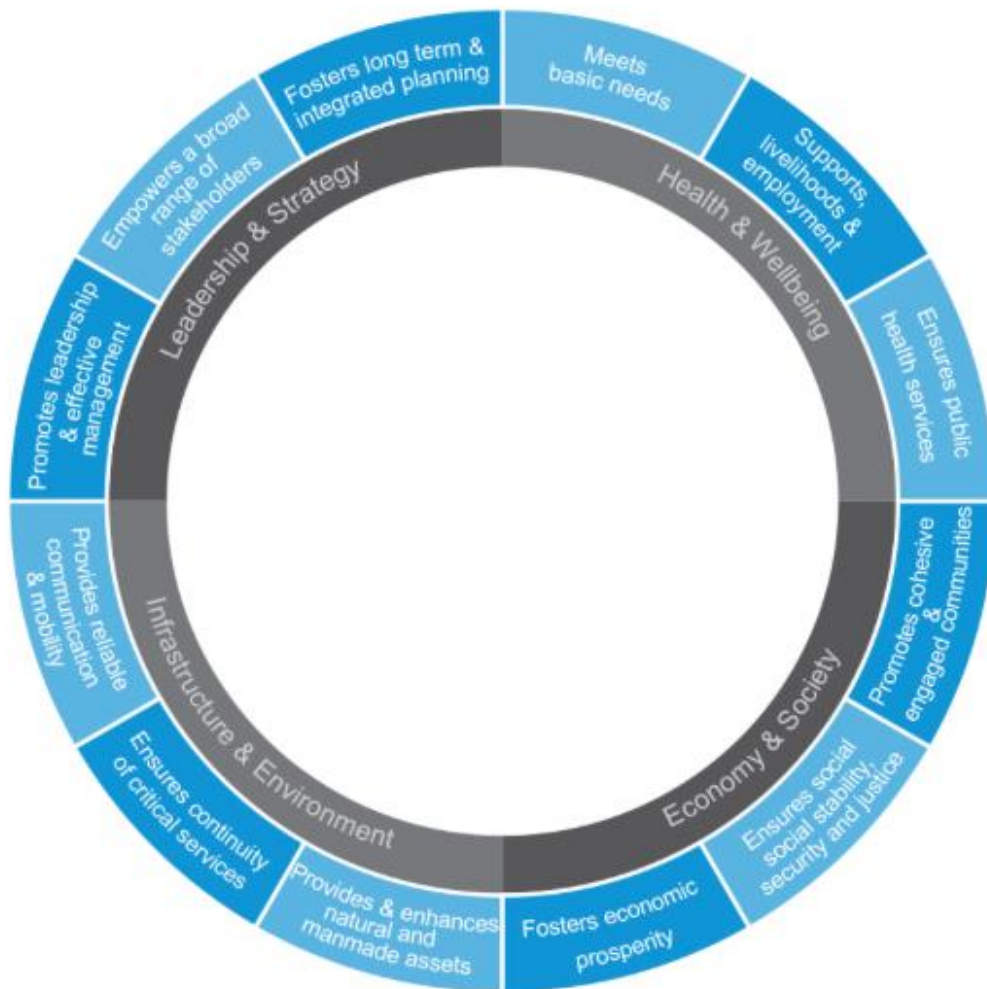 Meets
basic needs
Supports,
livelihoods &
employment
Ensures public
health services
Promotes cohesive
&
engaged communities
Ensures social
social stability,
security and justice
Fosters economic
prosperity
Provides & enhances
natural and
manmade assets
Ensures continuity
of critical services
Provides reliable
communication
& mobility
Promotes leadership
& effective
management
Empowers a broad
range of
stakeholders
Fosters long term &
integrated planning
Health & Wellbeing
Economy & Society
Infrastructure & Environment
Leadership & Strategy